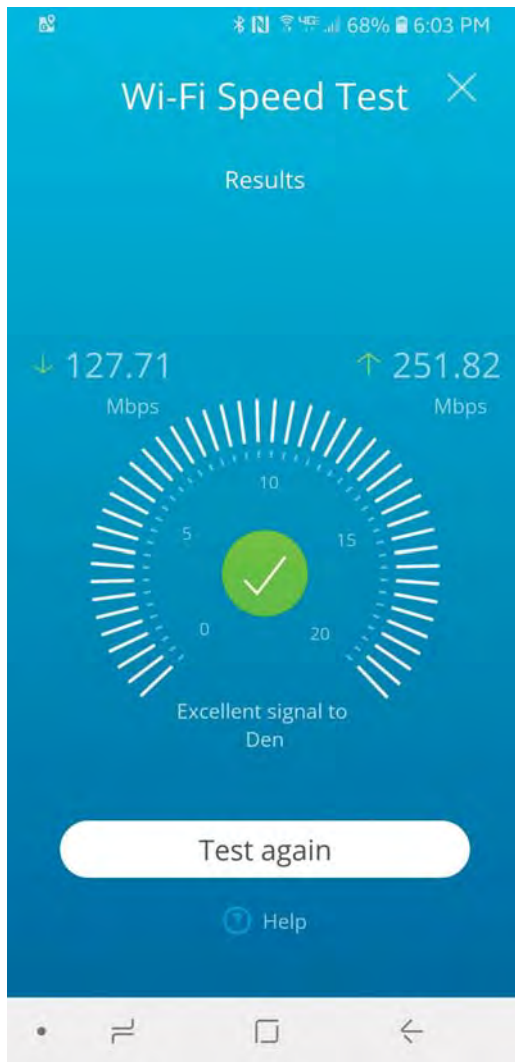 68% 6:03 PM
Wi-Fi Speed Test
Results
127.71 251.82
Mbps Mbps
10
5 15
0 20
Excellent signal to
Den
Test again
? Help